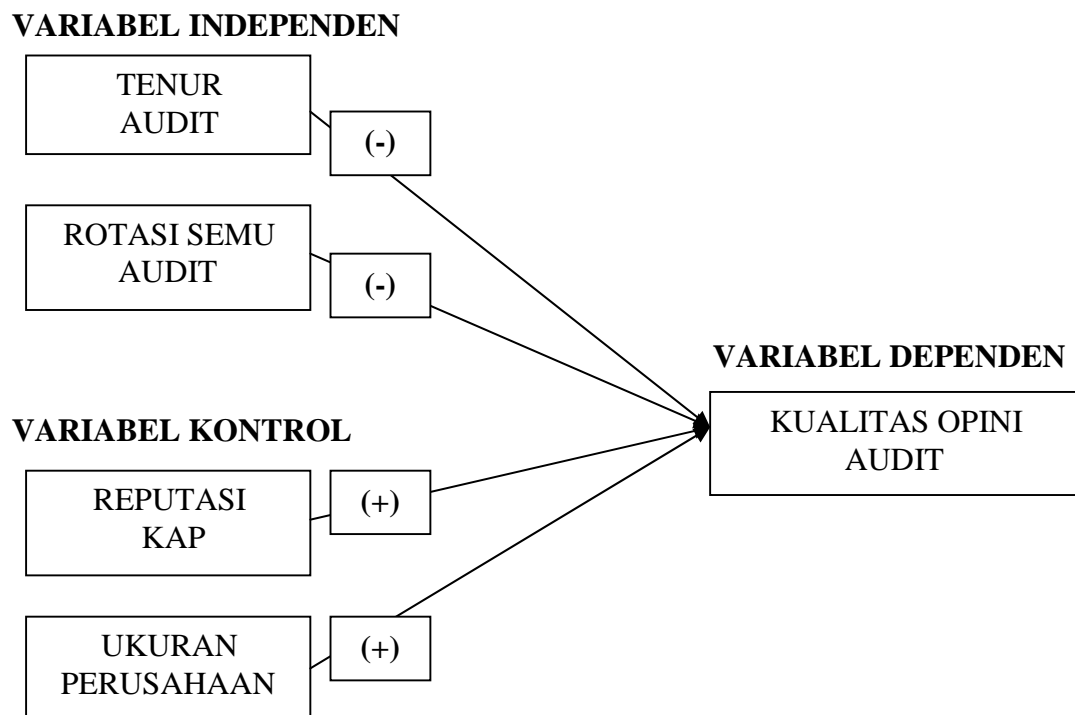 VARIABEL INDEPENDEN
TENUR
AUDIT
(-)
ROTASI SEMU
AUDIT
(-)
VARIABEL DEPENDEN
KUALITAS OPINI
AUDIT
VARIABEL KONTROL
REPUTASI
KAP
(+)
UKURAN
PERUSAHAAN
(+)